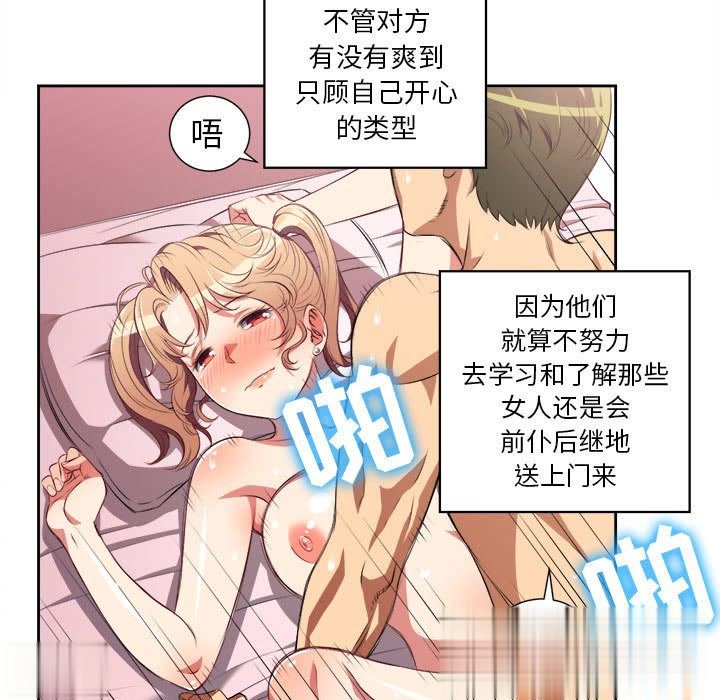 不管对方
有没有爽到
只顾自己开心
的类型
唔
因为他们
就算不努力
去学习和了解那些
女人还是会
前仆后继地
送上门来
啪
啪